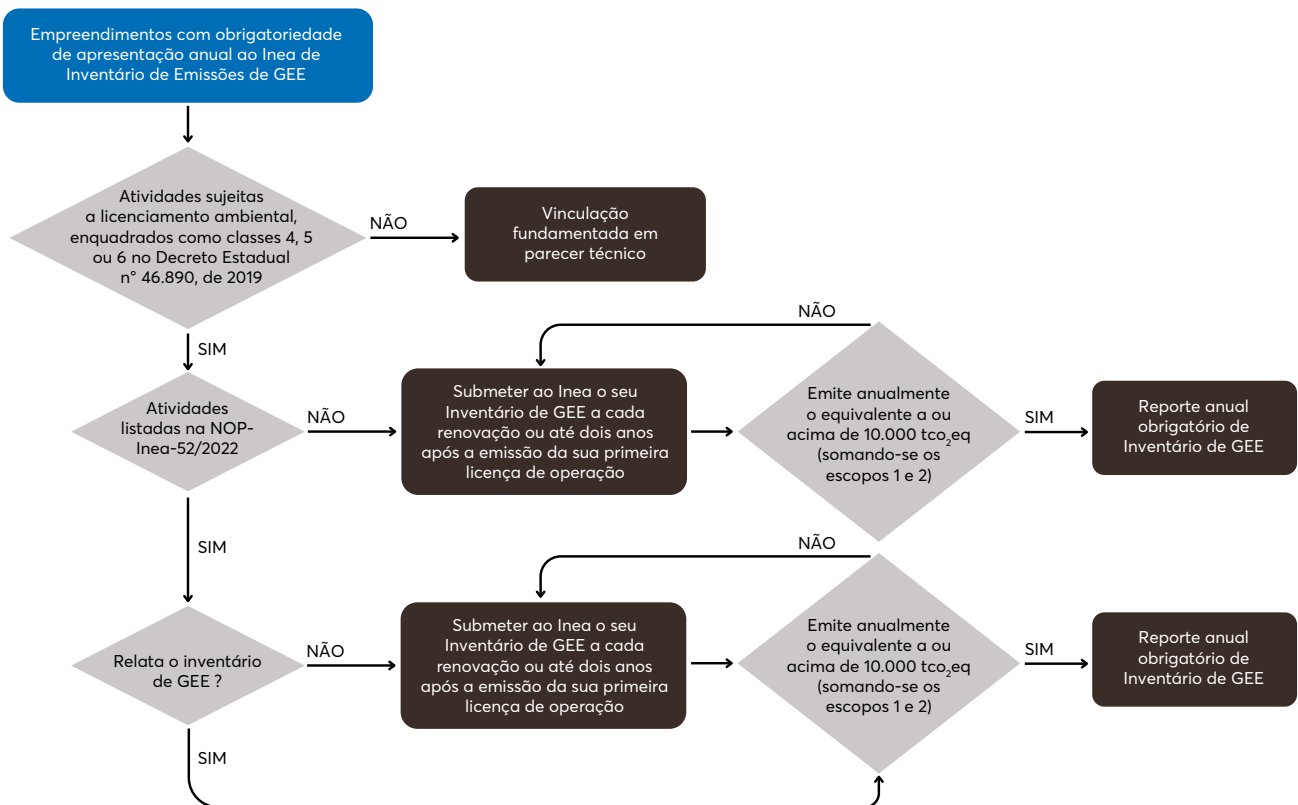 Empreendimentos com obrigatoriedade
de apresentação anual ao Inea de
Inventário de Emissões de GEE
Atividades sujeitas
a licenciamento ambiental,
enquadrados como classes 4, 5
ou 6 no Decreto Estadual
n° 46.890, de 2019
NÃO
Vinculação
fundamentada em
parecer técnico
SIM
Atividades
listadas na NOP-
Inea-52/2022
NÃO
Submeter ao Inea o seu
Inventário de GEE a cada
renovação ou até dois anos
após a emissão da sua primeira
licença de operação
NÃO
Emite anualmente
o equivalente a ou
acima de 10.000 tco₂eq
(somando-se os
escopos 1 e 2)
SIM
Reporte anual
obrigatório de
Inventário de GEE
SIM
Relata o inventário
de GEE ?
NÃO
Submeter ao Inea o seu
Inventário de GEE a cada
renovação ou até dois anos
após a emissão da sua primeira
licença de operação
NÃO
Emite anualmente
o equivalente a ou
acima de 10.000 tco₂eq
(somando-se os
escopos 1 e 2)
SIM
Reporte anual
obrigatório de
Inventário de GEE
SIM